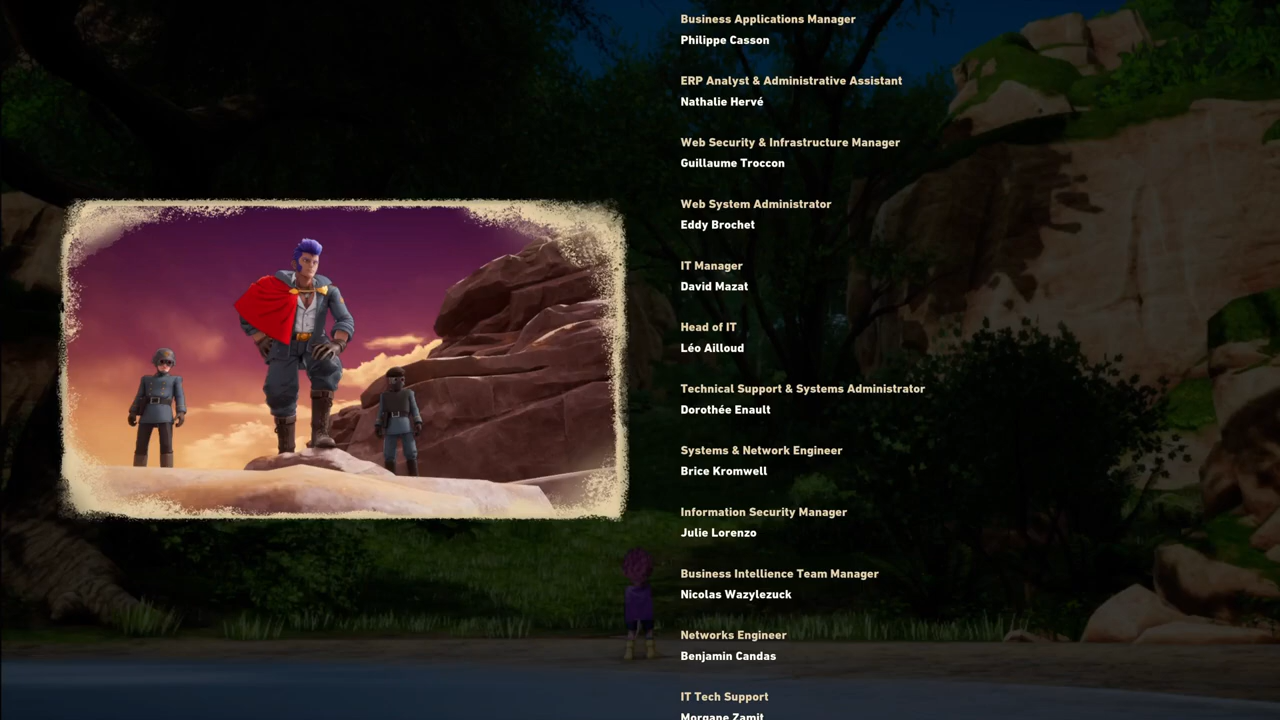 Business Applications Manager
Philippe Casson
ERP Analyst & Administrative Assistant
Nathalie Hervé
Web Security & Infrastructure Manager
Guillaume Troccon
Web System Administrator
Eddy Brochet
IT Manager
David Mazat
Head of IT
Léo Ailloud
Technical Support & Systems Administrator
Dorothée Enault
Systems & Network Engineer
Brice Kromwell
Information Security Manager
Julie Lorenzo
Business Intellience Team Manager
Nicolas Wazylezuck
Networks Engineer
Benjamin Candas
IT Tech Support
Morgane Zamit